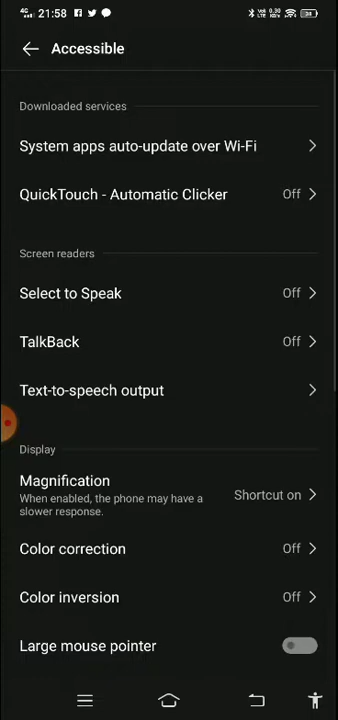 4G 21:58
Accessible
Downloaded services
System apps auto-update over Wi-Fi
QuickTouch - Automatic Clicker Off
Screen readers
Select to Speak Off
TalkBack Off
Text-to-speech output
Display
Magnification
When enabled, the phone may have a
slower response.
Shortcut on
Color correction Off
Color inversion Off
Large mouse pointer